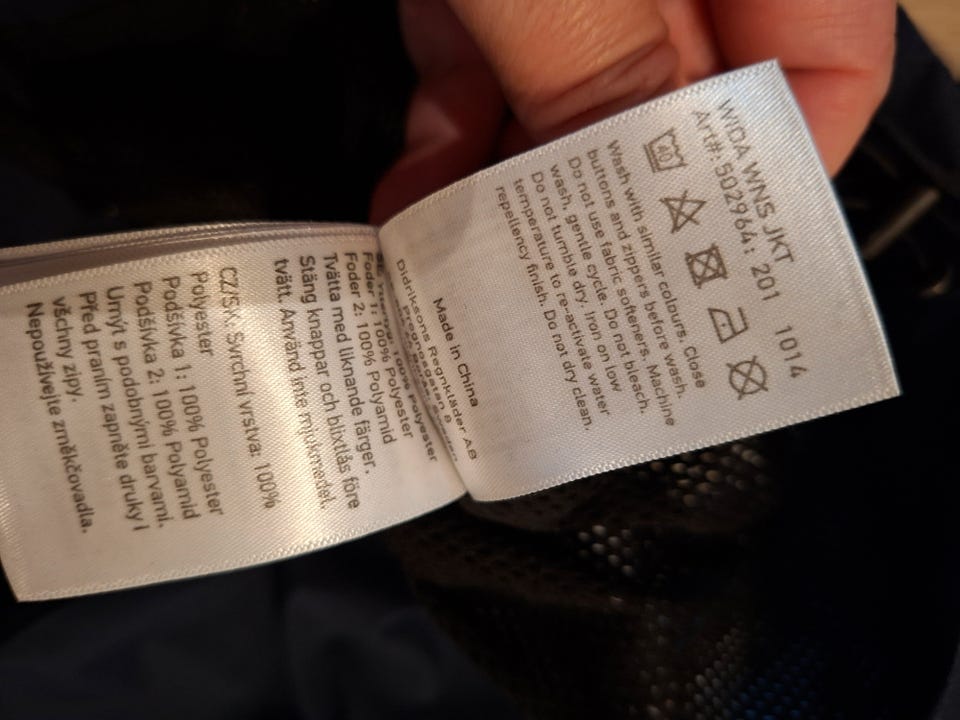 WIDA WNS JKT
Art#: 502964: 201 1014
40
Wash with similar colours. Close
buttons and zippers before wash.
Do not use fabric softeners. Machine
wash, gentle cycle. Do not bleach.
Do not tumble dry. Iron on low
temperature to re-activate water
repellency finish. Do not dry clean.
Made in China
Didriksons Regnkläder AB
100% Polyester
Foder 1: 100% Polyester
Foder 2: 100% Polyamid
Tvätta med liknande färger.
Stäng knappar och blixtlås före
tvätt. Använd inte mjukmedel.
CZ/SK: Svrchní vrstva: 100%
Polyester
Podšívka 1: 100% Polyester
Podšívka 2: 100% Polyamid
Umýt s podobnými barvami.
Před praním zapněte druky i
všchny zipy.
Nepoužívejte změkčovadla.